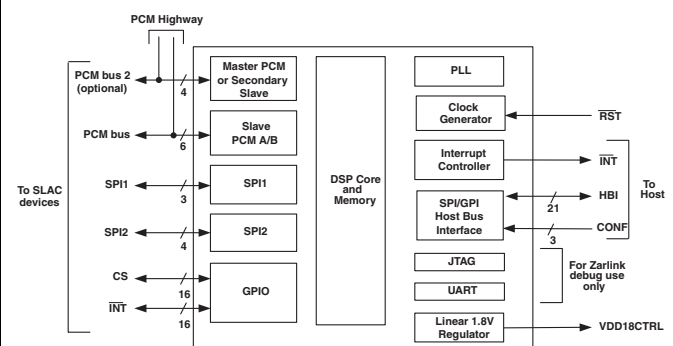 PCM Highway
PCM bus 2
(optional)
4
Master PCM
or Secondary
Slave
PCM bus
6
Slave
PCM A/B
To SLAC
devices
SPI1
3
SPI1
SPI2
4
SPI2
CS
16
INT
16
GPIO
DSP Core
and
Memory
PLL
Clock
Generator
RST
Interrupt
Controller
INT
SPI/GPI
Host Bus
Interface
21
HBI
3
CONF
To
Host
JTAG
UART
For Zarlink
debug use
only
Linear 1.8V
Regulator
VDD18CTRL